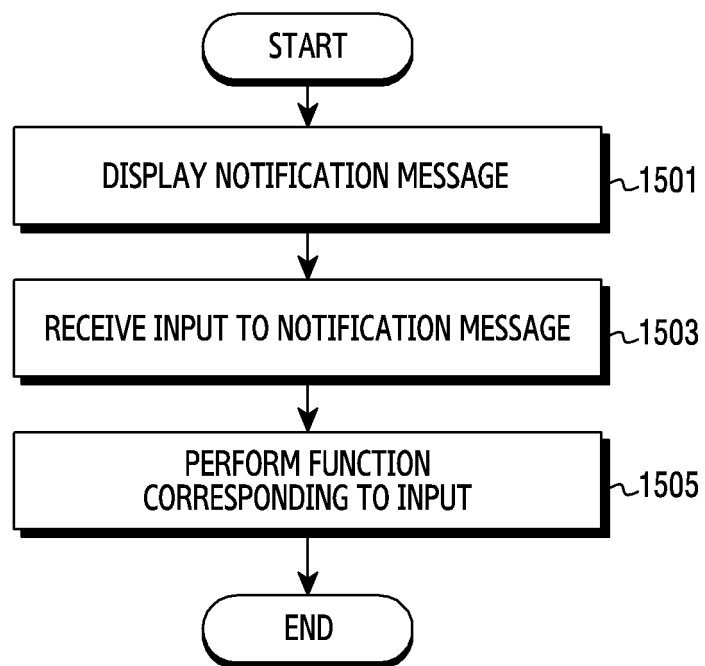 START
DISPLAY NOTIFICATION MESSAGE
1501
RECEIVE INPUT TO NOTIFICATION MESSAGE
1503
PERFORM FUNCTION
CORRESPONDING TO INPUT
1505
END